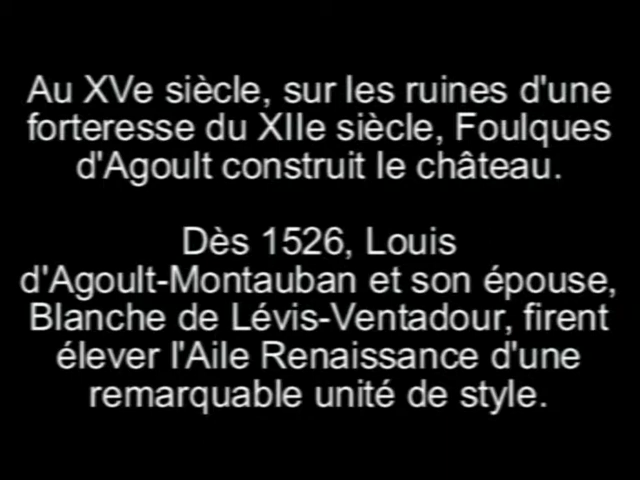 Au XVe siècle, sur les ruines d'une
forteresse du XIIe siècle, Foulques
d'Agoult construit le château.
Dès 1526, Louis
d'Agoult-Montauban et son épouse,
Blanche de Lévis-Ventadour, firent
élever l'Aile Renaissance d'une
remarquable unité de style.